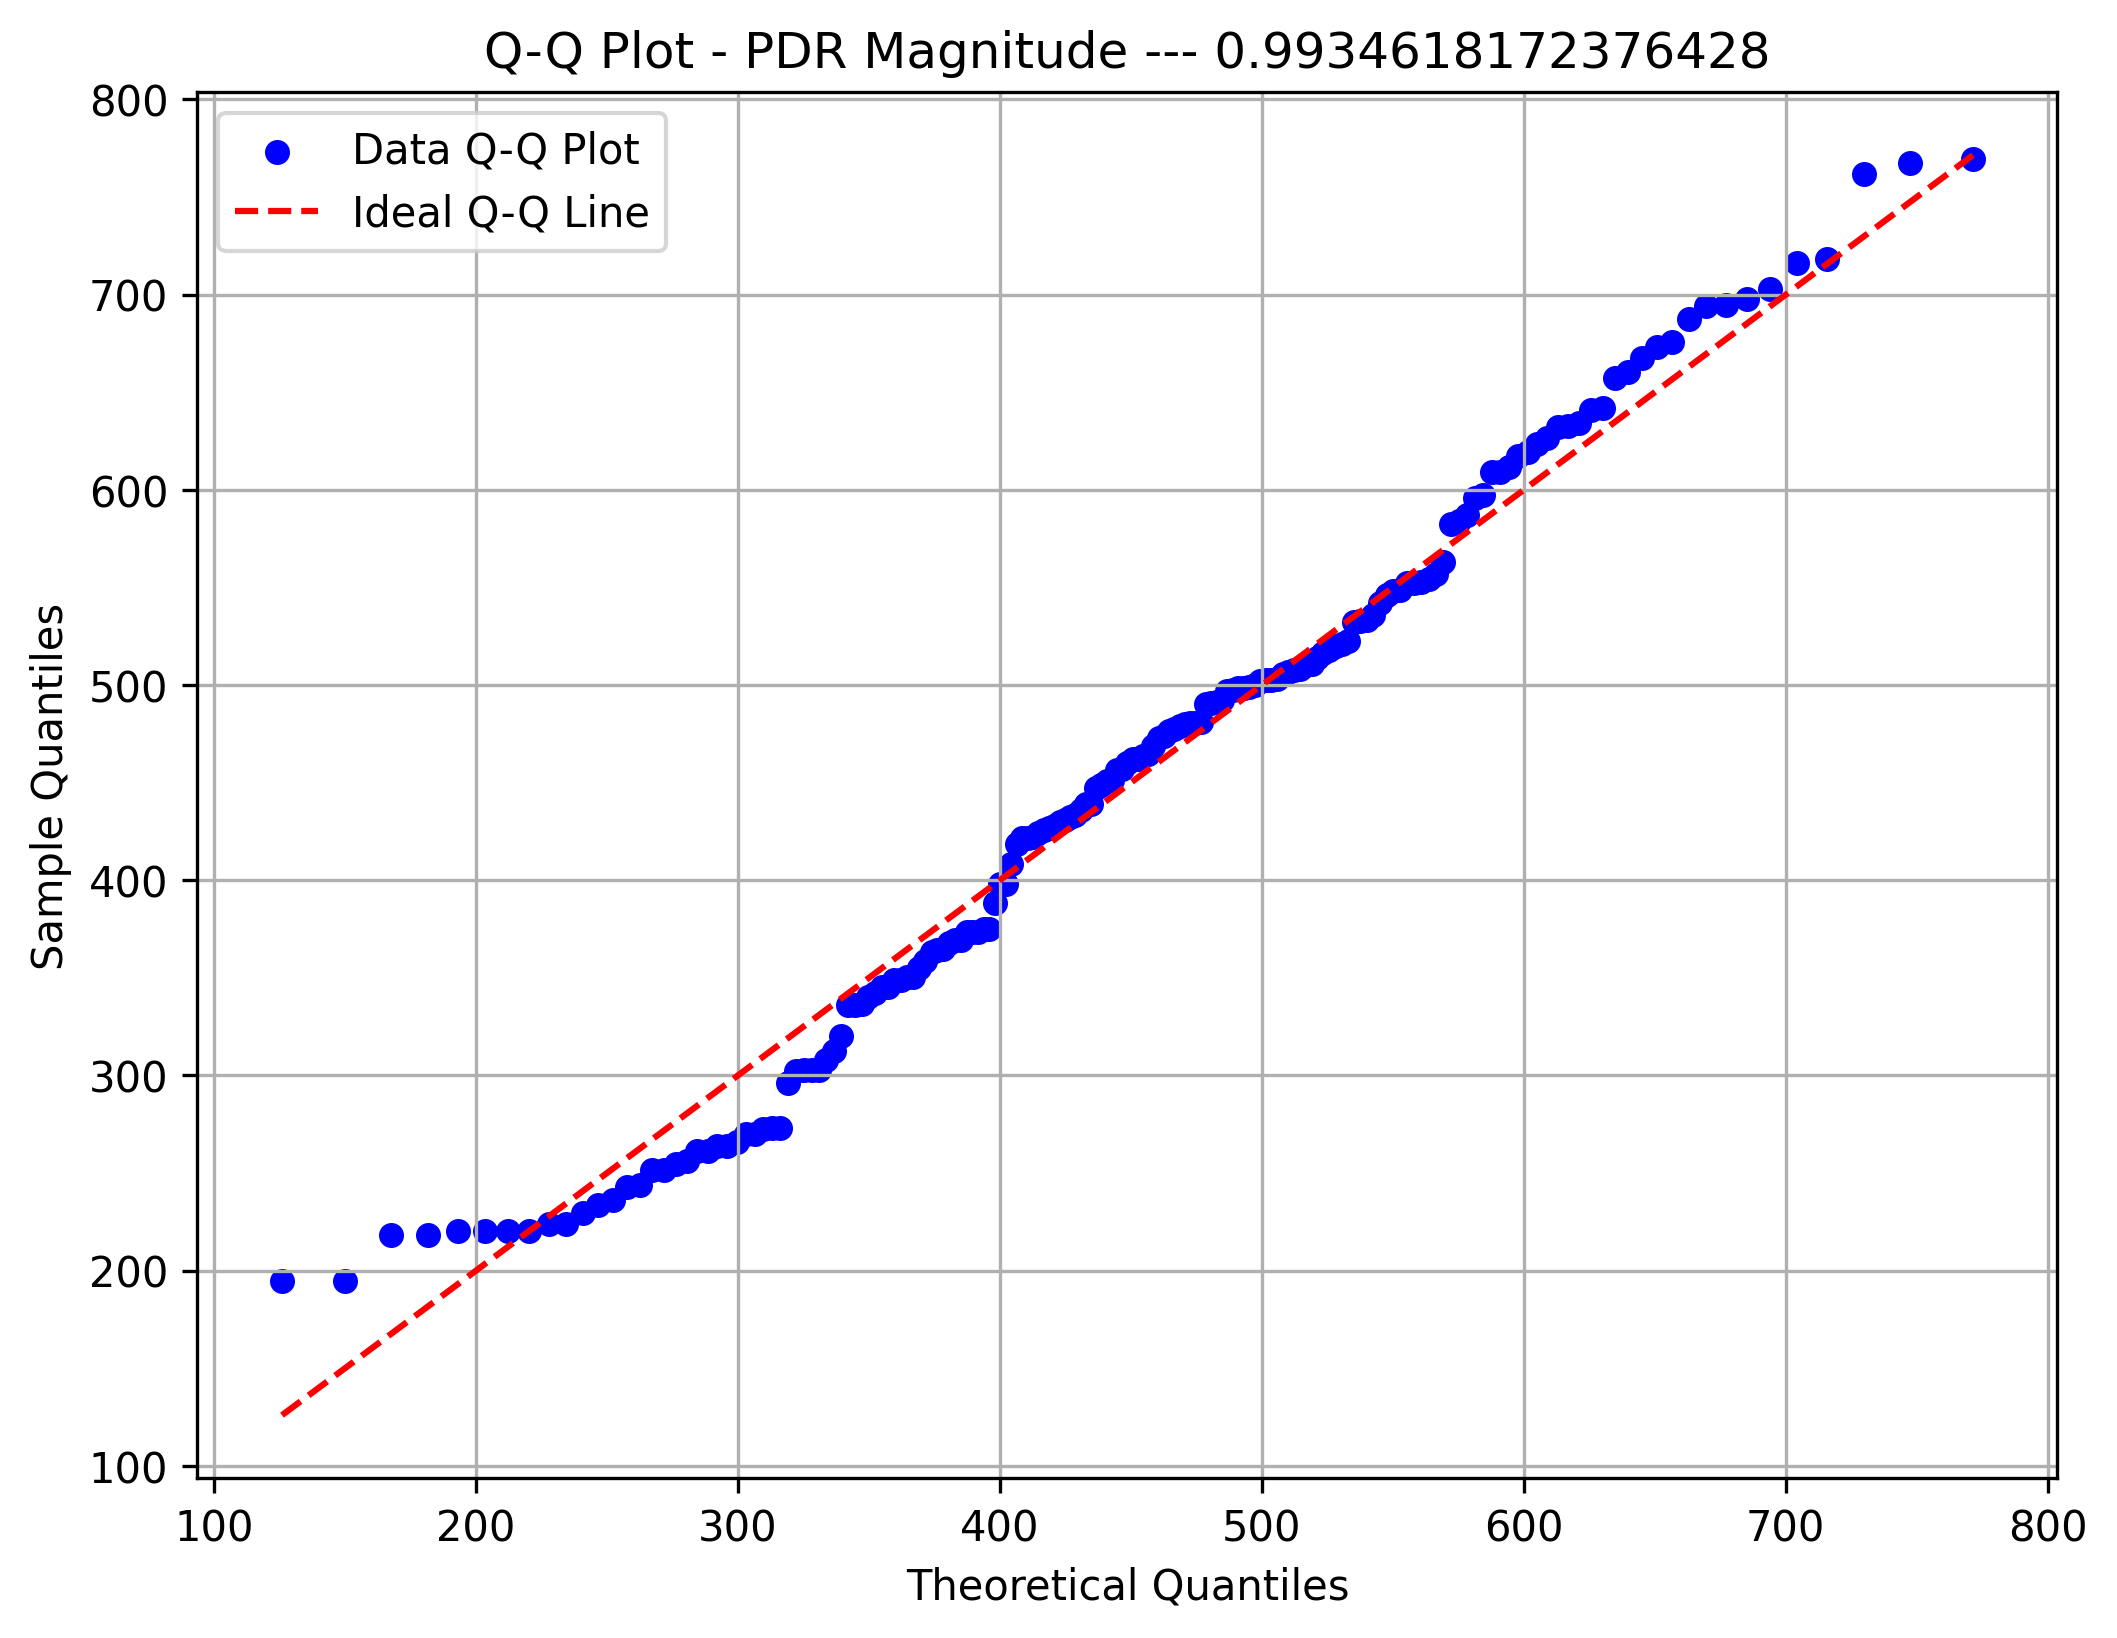 Q-Q Plot - PDR Magnitude --- 0.9934618172376428
Data Q-Q Plot
Ideal Q-Q Line
800
700
600
500
400
300
200
100
Sample Quantiles
100 200 300 400 500 600 700 800
Theoretical Quantiles